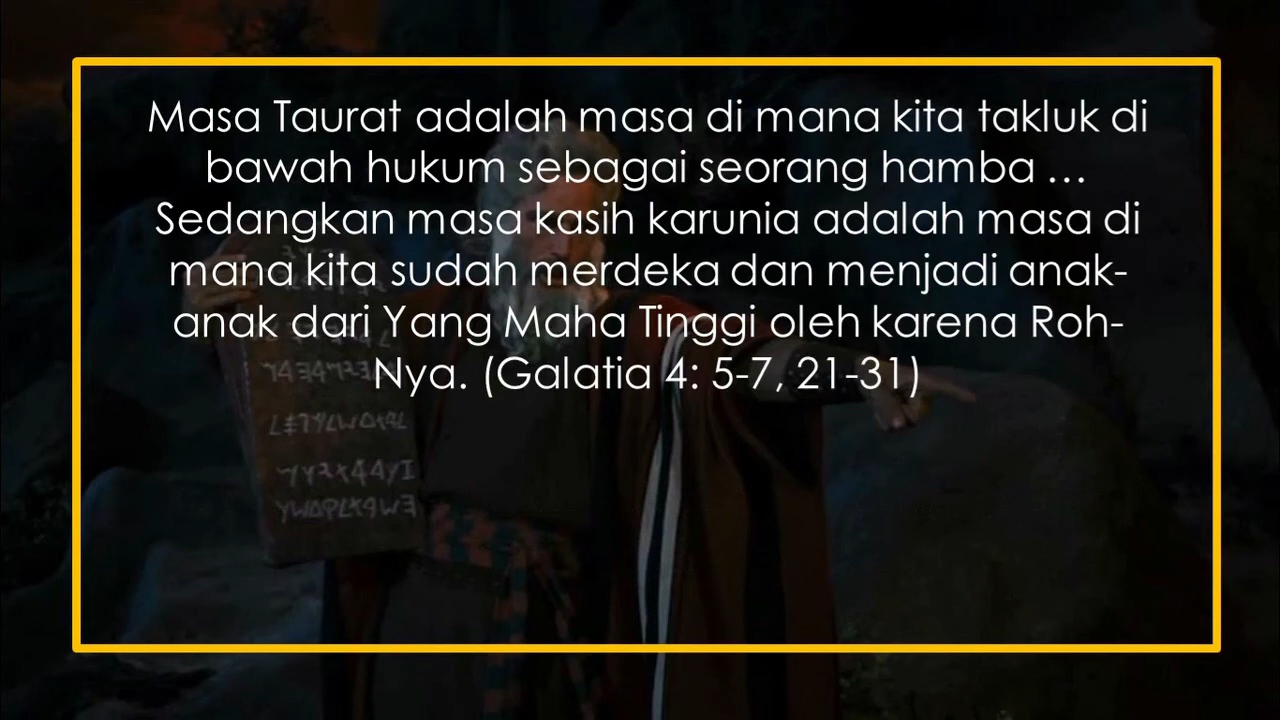 Masa Taurat adalah masa di mana kita takluk di
bawah hukum sebagai seorang hamba …
Sedangkan masa kasih karunia adalah masa di
mana kita sudah merdeka dan menjadi anak-
anak dari Yang Maha Tinggi oleh karena Roh-
Nya. (Galatia 4: 5-7, 21-31)